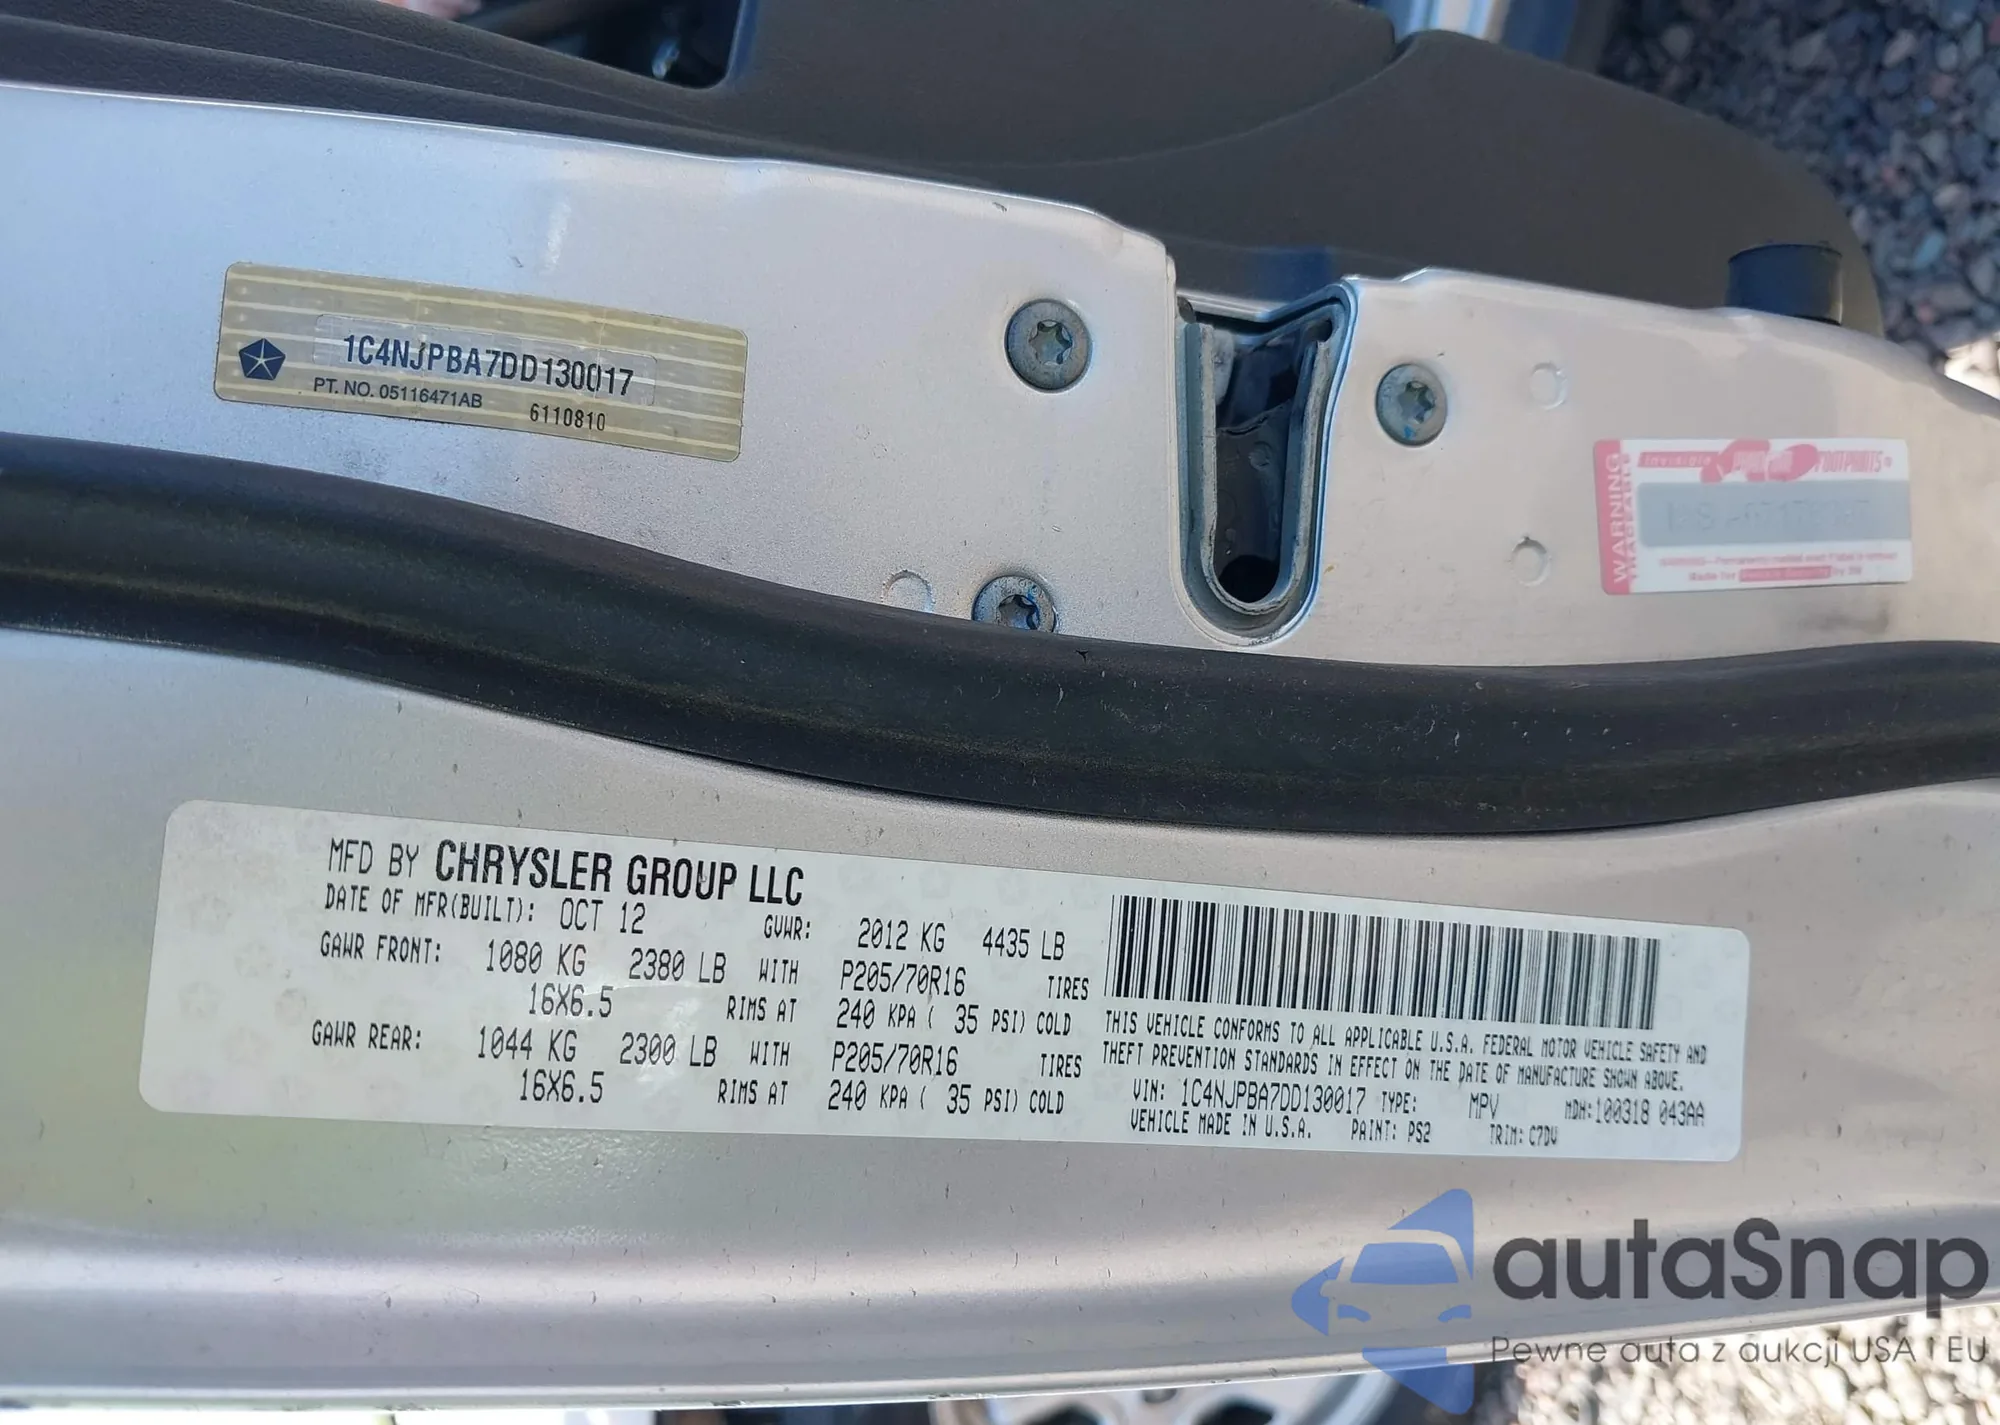 1C4NJPBA7DD130017
PT. NO. 05116471AB 6110810
WARNING
Invisible FOOTPRINTS
MFD BY CHRYSLER GROUP LLC
DATE OF MFR(BUILT): OCT 12 GVWR: 2012 KG 4435 LB
GAWR FRONT: 1080 KG 2380 LB WITH P205/70R16 TIRES
16X6.5 RIMS AT 240 KPA ( 35 PSI) COLD
GAWR REAR: 1044 KG 2300 LB WITH P205/70R16 TIRES
16X6.5 RIMS AT 240 KPA ( 35 PSI) COLD
THIS VEHICLE CONFORMS TO ALL APPLICABLE U.S.A. FEDERAL MOTOR VEHICLE SAFETY AND
THEFT PREVENTION STANDARDS IN EFFECT ON THE DATE OF MANUFACTURE SHOWN ABOVE.
VIN: 1C4NJPBA7DD130017 TYPE: MPV MDH:100318 043AA
VEHICLE MADE IN U.S.A. PAINT: PS2 TRIM: C7DV
autaSnap
Pewne auta z aukcji USA i EU